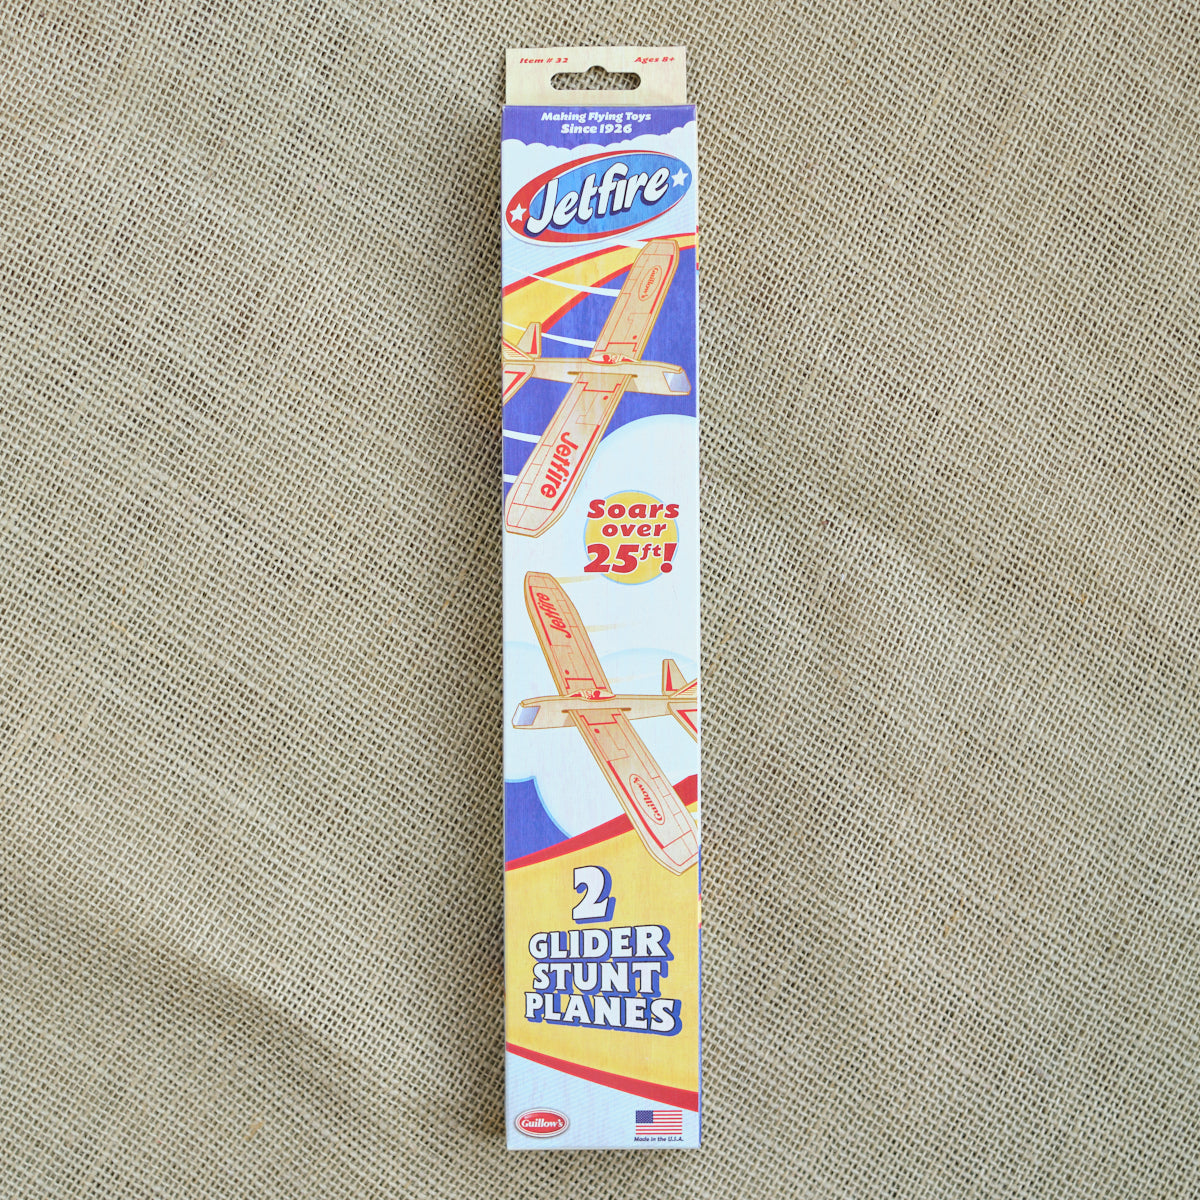 Item # 32
Ages 8+
Making Flying Toys
Since 1926
Jetfire
Guillow's
Jetfire
Soars
over
25ft!
Jetfire
Guillow's
2
GLIDER
STUNT
PLANES
Guillow's
Made in the U.S.A.